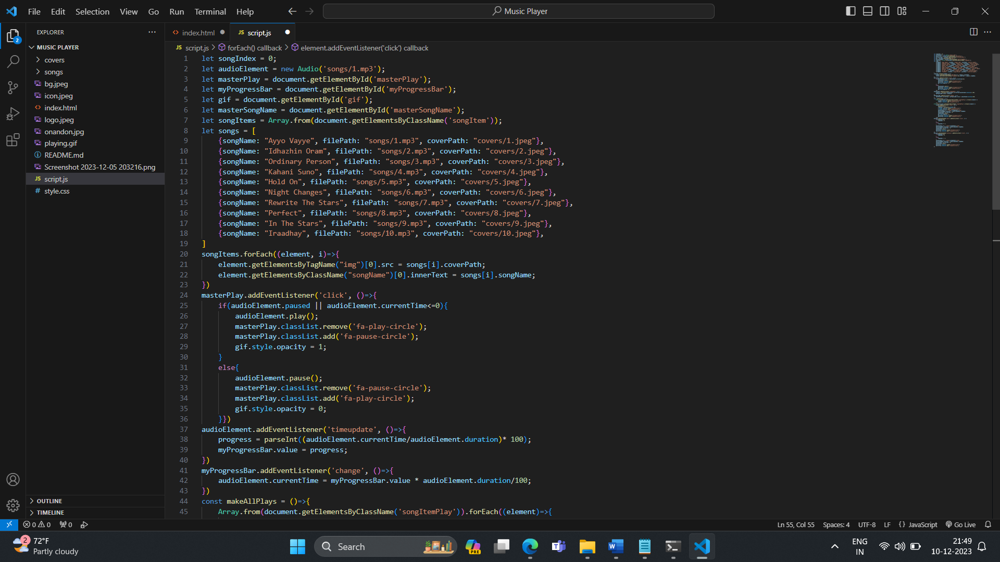 File Edit Selection View Go Run Terminal Help
Music Player
EXPLORER
MUSIC PLAYER
covers
songs
bg.jpeg
icon.jpeg
index.html
logo.jpeg
onandon.jpg
playing.gif
README.md
Screenshot 2023-12-05 203216.png
JS script.js
# style.css
OUTLINE
TIMELINE
2
index.html
JS script.js
JS script.js > forEach() callback > element.addEventListener('click') callback
1 let songIndex = 0;
2 let audioElement = new Audio('songs/1.mp3');
3 let masterPlay = document.getElementById('masterPlay');
4 let myProgressBar = document.getElementById('myProgressBar');
5 let gif = document.getElementById('gif');
6 let masterSongName = document.getElementById('masterSongName');
7 let songItems = Array.from(document.getElementsByClassName('songItem'));
8 let songs = [
9 {songName: "Ayyo Vayye", filePath: "songs/1.mp3", coverPath: "covers/1.jpeg"},
10 {songName: "Idhazhin Oram", filePath: "songs/2.mp3", coverPath: "covers/2.jpeg"},
11 {songName: "Ordinary Person", filePath: "songs/3.mp3", coverPath: "covers/3.jpeg"},
12 {songName: "Kahani Suno", filePath: "songs/4.mp3", coverPath: "covers/4.jpeg"},
13 {songName: "Hold On", filePath: "songs/5.mp3", coverPath: "covers/5.jpeg"},
14 {songName: "Night Changes", filePath: "songs/6.mp3", coverPath: "covers/6.jpeg"},
15 {songName: "Rewrite The Stars", filePath: "songs/7.mp3", coverPath: "covers/7.jpeg"},
16 {songName: "Perfect", filePath: "songs/8.mp3", coverPath: "covers/8.jpeg"},
17 {songName: "In The Stars", filePath: "songs/9.mp3", coverPath: "covers/9.jpeg"},
18 {songName: "Iraadhay", filePath: "songs/10.mp3", coverPath: "covers/10.jpeg"},
19 ]
20 songItems.forEach((element, i)=>{
21 element.getElementsByTagName("img")[0].src = songs[i].coverPath;
22 element.getElementsByClassName("songName")[0].innerText = songs[i].songName;
23 })
24 masterPlay.addEventListener('click', ()=>{
25 if(audioElement.paused || audioElement.currentTime<=0){
26 audioElement.play();
27 masterPlay.classList.remove('fa-play-circle');
28 masterPlay.classList.add('fa-pause-circle');
29 gif.style.opacity = 1;
30 }
31 else{
32 audioElement.pause();
33 masterPlay.classList.remove('fa-pause-circle');
34 masterPlay.classList.add('fa-play-circle');
35 gif.style.opacity = 0;
36 }})
37 audioElement.addEventListener('timeupdate', ()=>{
38 progress = parseInt((audioElement.currentTime/audioElement.duration)* 100);
39 myProgressBar.value = progress;
40 })
41 myProgressBar.addEventListener('change', ()=>{
42 audioElement.currentTime = myProgressBar.value * audioElement.duration/100;
43 })
44 const makeAllPlays = ()=>{
45 Array.from(document.getElementsByClassName('songItemPlay')).forEach((element)=>{
0 0 0
Ln 55, Col 55 Spaces: 4 UTF-8 LF {} JavaScript Go Live
2
72°F
Partly cloudy
Search
PRE
ENG
IN
21:49
10-12-2023